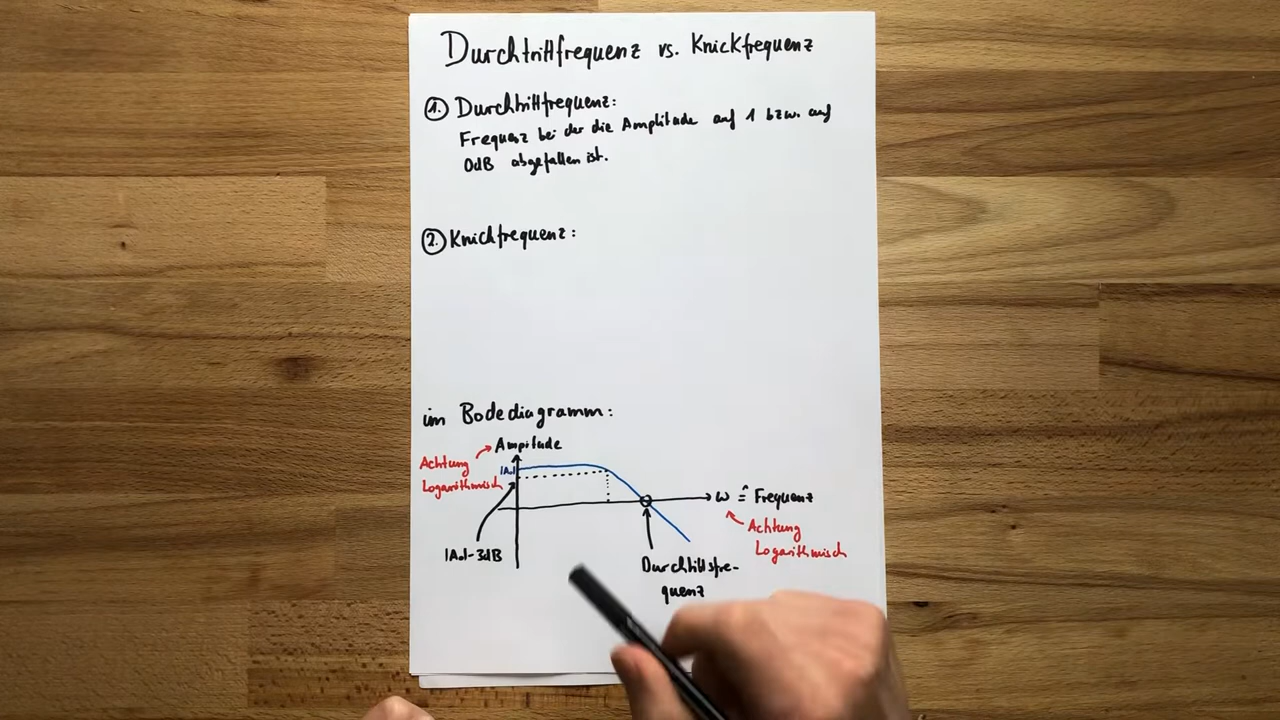 Durchtrittfrequenz vs. Knickfrequenz
1. Durchtrittfrequenz:
Frequenz bei der die Amplitude auf 1 bzw. auf
0dB abgefallen ist.
2. Knickfrequenz:
im Bodediagramm:
Amplitude
Achtung
Logarithmisch
|A₀|
ω ≙ Frequenz
Achtung
Logarithmisch
|A₀|-3dB
Durchtrittsfre-
quenz